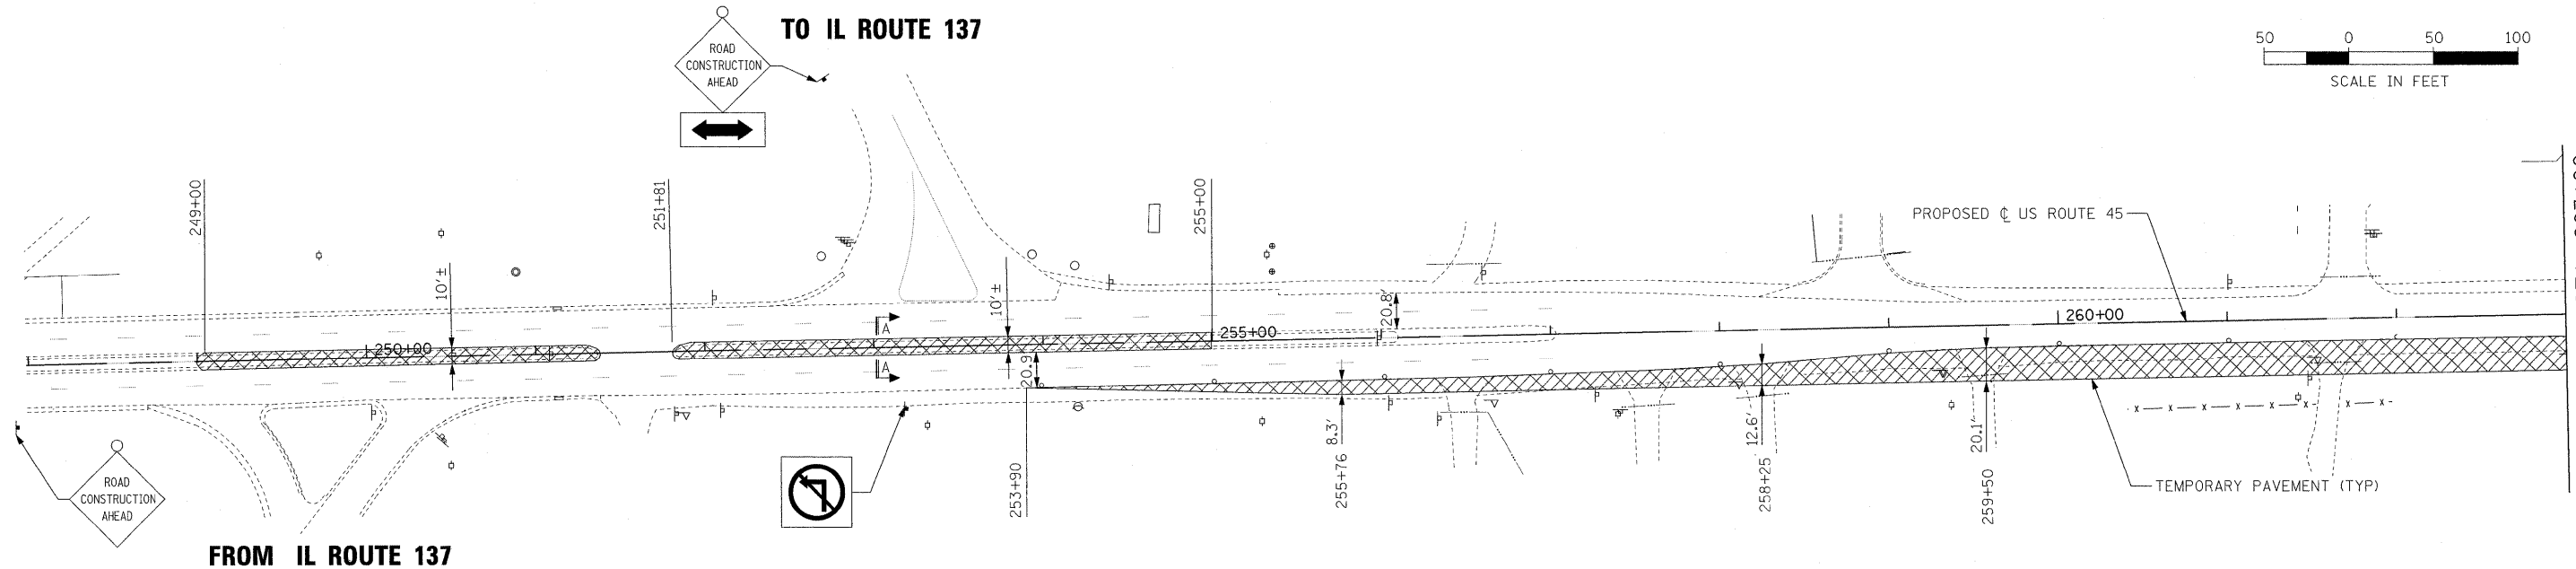 TO IL ROUTE 137
ROAD
CONSTRUCTION
AHEAD
50 0 50 100
SCALE IN FEET
249+00
251+81
255+00
PROPOSED ℄ US ROUTE 45
10'±
10'±
20.8'
A
A
250+00
255+00
260+00
20.9
8.3'
12.6'
20.1'
253+90
255+76
258+25
259+50
TEMPORARY PAVEMENT (TYP)
X X X X X X X X
ROAD
CONSTRUCTION
AHEAD
FROM IL ROUTE 137